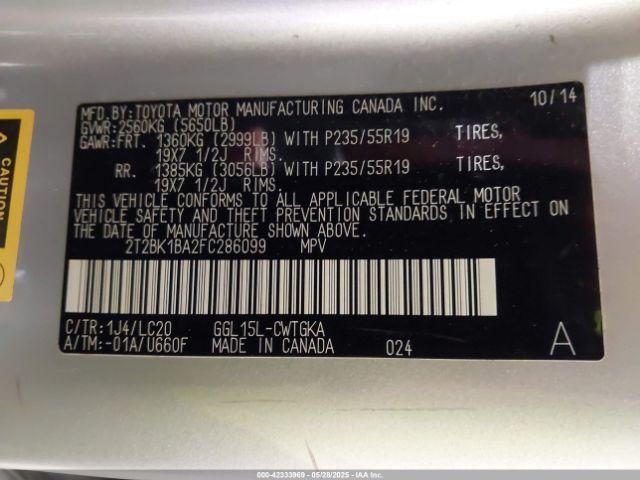 MFD.BY:TOYOTA MOTOR MANUFACTURING CANADA INC. 10/14
GVWR:2560KG (5650LB)
GAWR:FRT. 1360KG (2999LB) WITH P235/55R19 TIRES,
19X7 1/2J RIMS.
RR. 1385KG (3056LB) WITH P235/55R19 TIRES,
19X7 1/2J RIMS.
THIS VEHICLE CONFORMS TO ALL APPLICABLE FEDERAL MOTOR
VEHICLE SAFETY AND THEFT PREVENTION STANDARDS IN EFFECT ON
THE DATE OF MANUFACTURE SHOWN ABOVE.
2T2BK1BA2FC286099 MPV
C/TR:1J4/LC20 GGL15L-CWTGKA
A/TM:-01A/U660F MADE IN CANADA 024 A
CAUTION
000-42333969 - 05/28/2025 - IAA Inc. Copyright